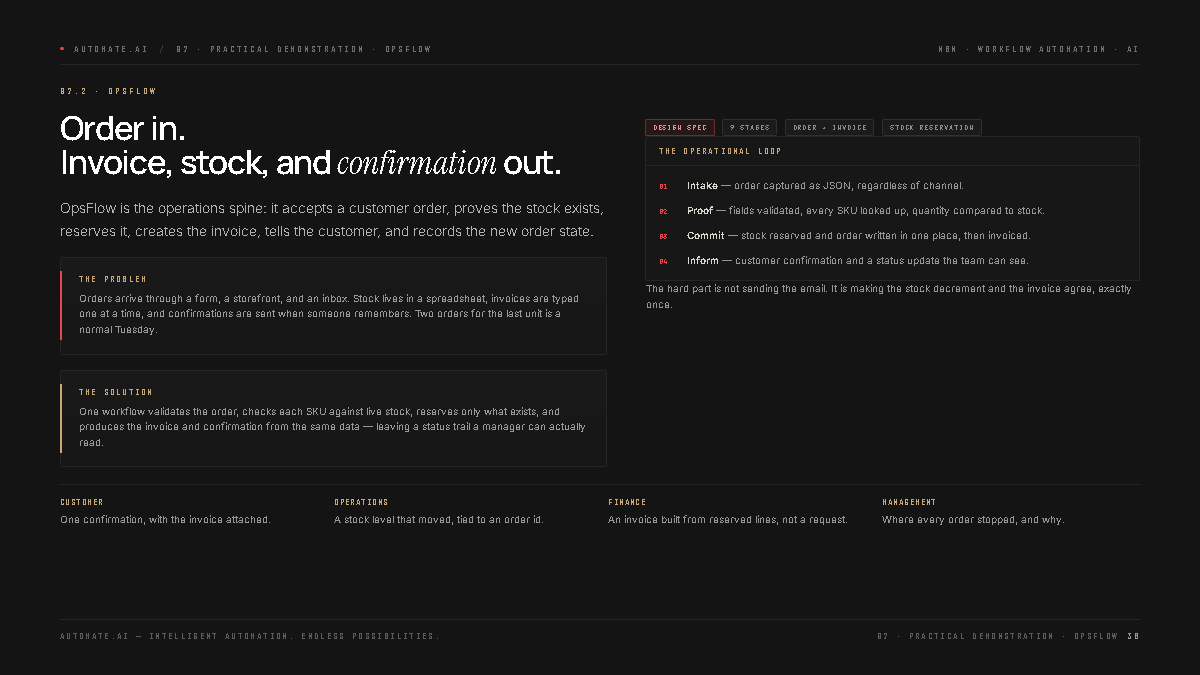 AUTOMATE.AI / 07 · PRACTICAL DEMONSTRATION · OPSFLOW
N8N · WORKFLOW AUTOMATION · AI
07.2 · OPSFLOW
Order in.
Invoice, stock, and confirmation out.
OpsFlow is the operations spine: it accepts a customer order, proves the stock exists,
reserves it, creates the invoice, tells the customer, and records the new order state.
THE PROBLEM
Orders arrive through a form, a storefront, and an inbox. Stock lives in a spreadsheet, invoices are typed
one at a time, and confirmations are sent when someone remembers. Two orders for the last unit is a
normal Tuesday.
THE SOLUTION
One workflow validates the order, checks each SKU against live stock, reserves only what exists, and
produces the invoice and confirmation from the same data — leaving a status trail a manager can actually
read.
DESIGN SPEC
9 STAGES
ORDER + INVOICE
STOCK RESERVATION
THE OPERATIONAL LOOP
01 Intake — order captured as JSON, regardless of channel.
02 Proof — fields validated, every SKU looked up, quantity compared to stock.
03 Commit — stock reserved and order written in one place, then invoiced.
04 Inform — customer confirmation and a status update the team can see.
The hard part is not sending the email. It is making the stock decrement and the invoice agree, exactly
once.
CUSTOMER
One confirmation, with the invoice attached.
OPERATIONS
A stock level that moved, tied to an order id.
FINANCE
An invoice built from reserved lines, not a request.
MANAGEMENT
Where every order stopped, and why.
AUTOMATE.AI — INTELLIGENT AUTOMATION. ENDLESS POSSIBILITIES.
07 · PRACTICAL DEMONSTRATION · OPSFLOW 38